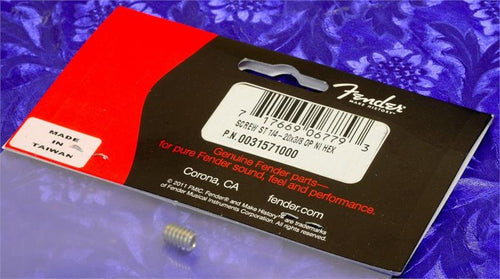 Fender
MAKE HISTORY
7 17669 06779 3
SCREW ST 1/4-20x3/8 CP NI HEX
P.N. 0031571000
MADE IN
TAIWAN
Genuine Fender parts—
for pure Fender sound, feel and performance.
Corona, CA
fender.com
© 2011 FMIC. Fender® and Make History® are trademarks
of Fender Musical Instruments Corporation. All rights reserved.